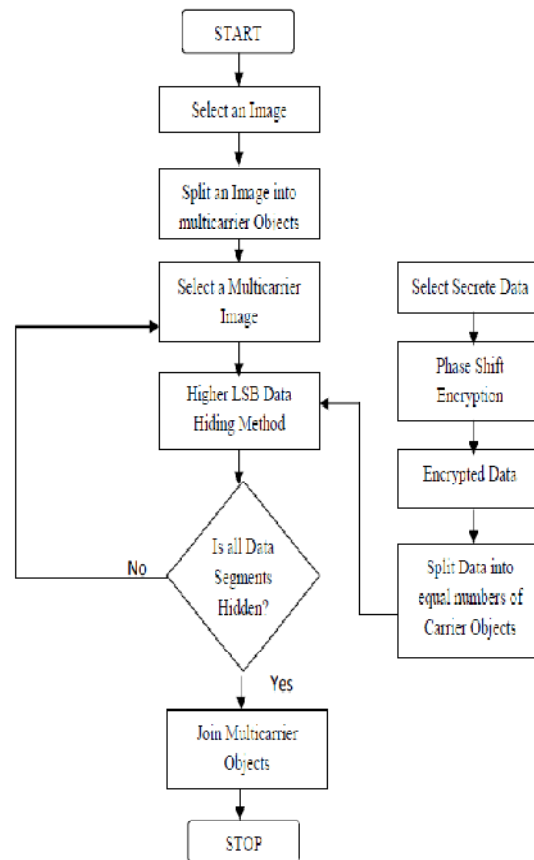 START
Select an Image
Split an Image into
multicarrier Objects
Select a Multicarrier
Image
Higher LSB Data
Hiding Method
Is all Data
Segments
Hidden?
No
Yes
Join Multicarrier
Objects
STOP
Select Secrete Data
Phase Shift
Encryption
Encrypted Data
Split Data into
equal numbers of
Carrier Objects